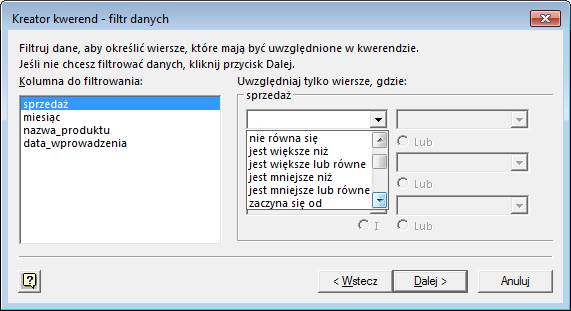 Kreator kwerend - filtr danych
Filtruj dane, aby określić wiersze, które mają być uwzględnione w kwerendzie.
Jeśli nie chcesz filtrować danych, kliknij przycisk Dalej.
Kolumna do filtrowania:
sprzedaż
miesiąc
nazwa_produktu
data_wprowadzenia
Uwzględniaj tylko wiersze, gdzie:
sprzedaż
nie równa się
jest większe niż
jest większe lub równe
jest mniejsze niż
jest mniejsze lub równe
zaczyna się od
Lub
Lub
I
Lub
?
< Wstecz
Dalej >
Anuluj